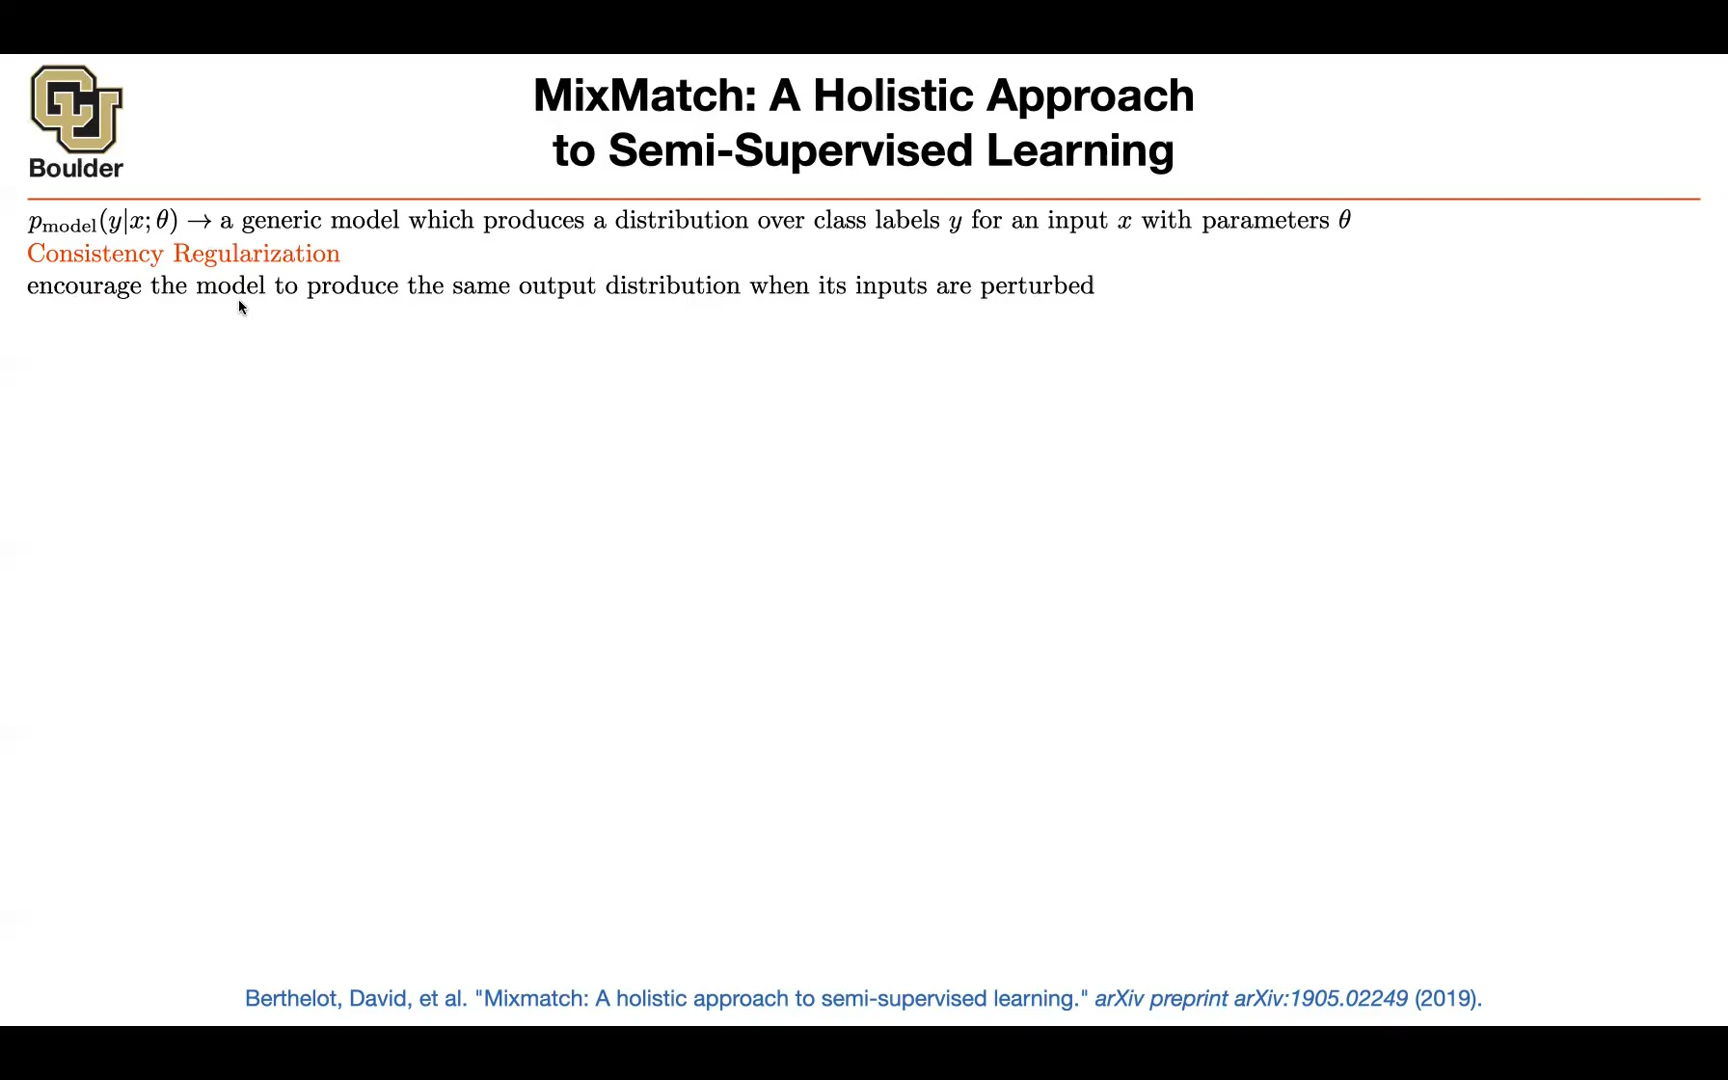 MixMatch: A Holistic Approach
to Semi-Supervised Learning
Boulder
p_model(y|x; θ) → a generic model which produces a distribution over class labels y for an input x with parameters θ
Consistency Regularization
encourage the model to produce the same output distribution when its inputs are perturbed
Berthelot, David, et al. "Mixmatch: A holistic approach to semi-supervised learning." arXiv preprint arXiv:1905.02249 (2019).